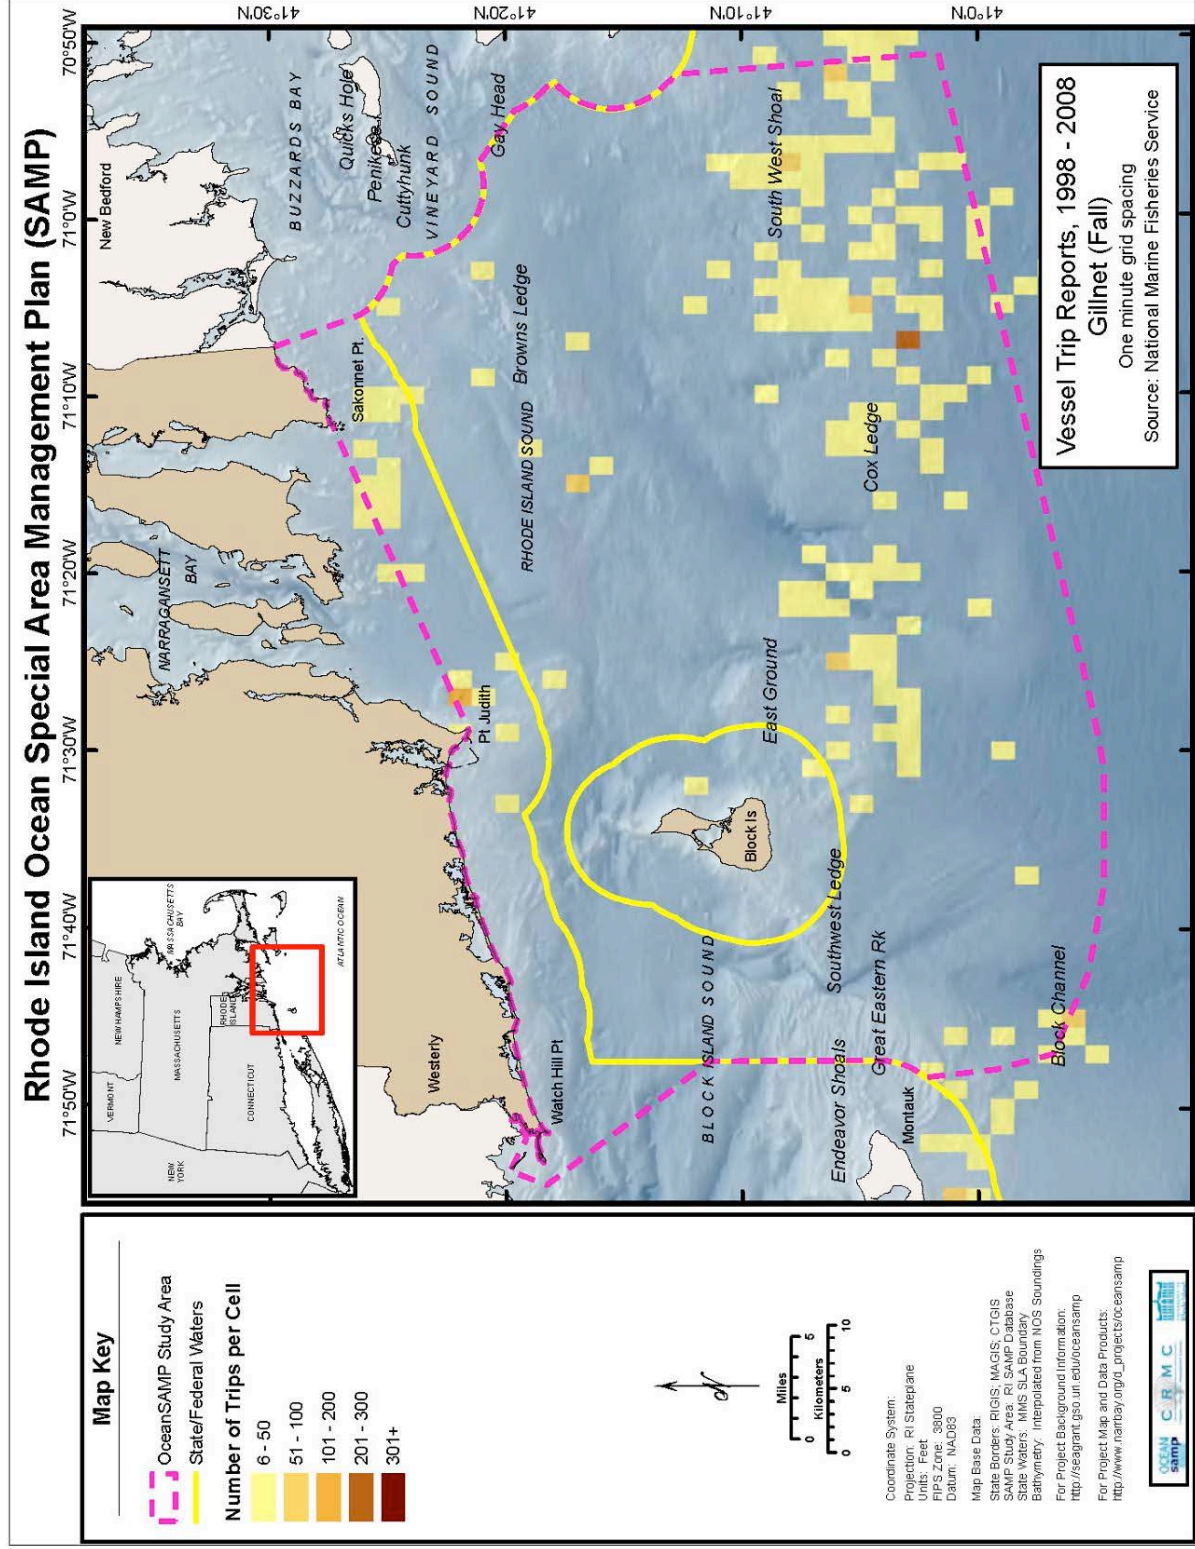 Rhode Island Ocean Special Area Management Plan (SAMP)
Map Key
OceanSAMP Study Area
State/Federal Waters
Number of Trips per Cell
6 - 50
51 - 100
101 - 200
201 - 300
301+
N
Miles
0 5
Kilometers
0 5 10
Coordinate System:
Projection: RI Stateplane
Units: Feet
FIPS Zone: 3800
Datum: NAD83
Map Base Data:
State Borders: RIGIS; MAGIS; CTGIS
SAMP Study Area: RI SAMP Database
State Waters: MMS SLA Boundary
Bathymetry: Interpolated from NOS Soundings
For Project Background Information:
http://seagrant.gso.uri.edu/oceansamp
For Project Map and Data Products:
http://www.narrbay.org/d_projects/oceansamp
OCEAN
samp
C R M C
71°50'W
71°40'W
71°30'W
71°20'W
71°10'W
71°0'W
70°50'W
41°30'N
41°20'N
41°10'N
41°0'N
VERMONT
NEW HAMPSHIRE
NEW
YORK
MASSACHUSETTS
MASSACHUSETTS
BAY
CONNECTICUT
RHODE
ISLAND
ATLANTIC OCEAN
New Bedford
NARRAGANSETT
BAY
BUZZARDS BAY
Quicks Hole
Penikese
Cuttyhunk
VINEYARD SOUND
Gay Head
Sakonnet Pt.
Westerly
Watch Hill Pt
Pt Judith
RHODE ISLAND SOUND
Browns Ledge
BLOCK ISLAND SOUND
Block Is
East Ground
South West Shoal
Endeavor Shoals
Southwest Ledge
Great Eastern Rk
Cox Ledge
Montauk
Block Channel
Vessel Trip Reports, 1998 - 2008
Gillnet (Fall)
One minute grid spacing
Source: National Marine Fisheries Service